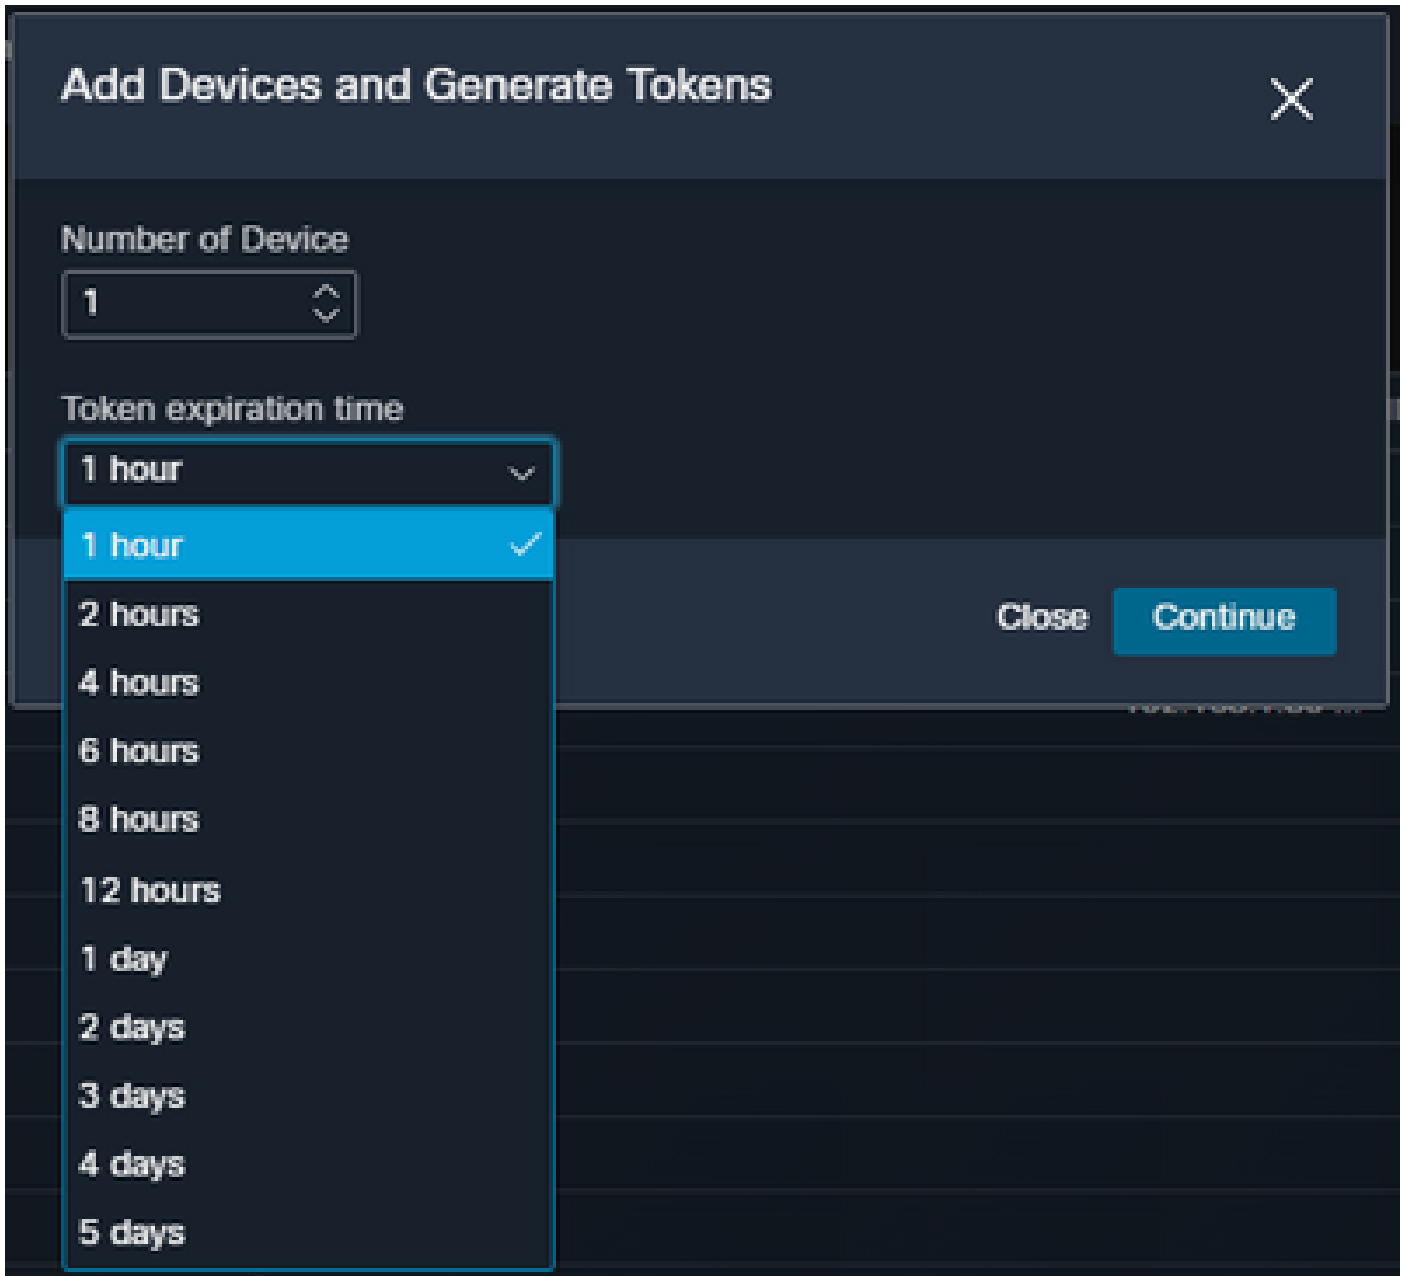 Add Devices and Generate Tokens
Number of Device
1
Token expiration time
1 hour
1 hour
2 hours
4 hours
6 hours
8 hours
12 hours
1 day
2 days
3 days
4 days
5 days
Close Continue